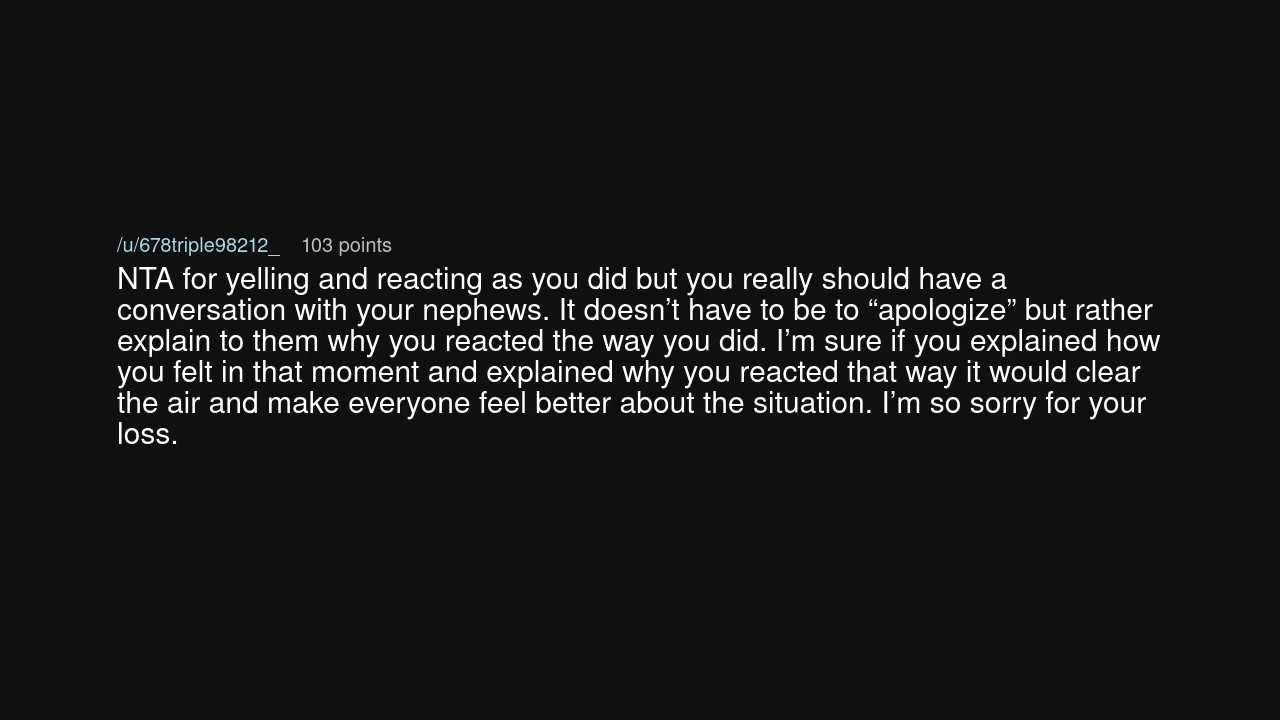 /u/678triple98212_ 103 points
NTA for yelling and reacting as you did but you really should have a
conversation with your nephews. It doesn’t have to be to “apologize” but rather
explain to them why you reacted the way you did. I’m sure if you explained how
you felt in that moment and explained why you reacted that way it would clear
the air and make everyone feel better about the situation. I’m so sorry for your
loss.